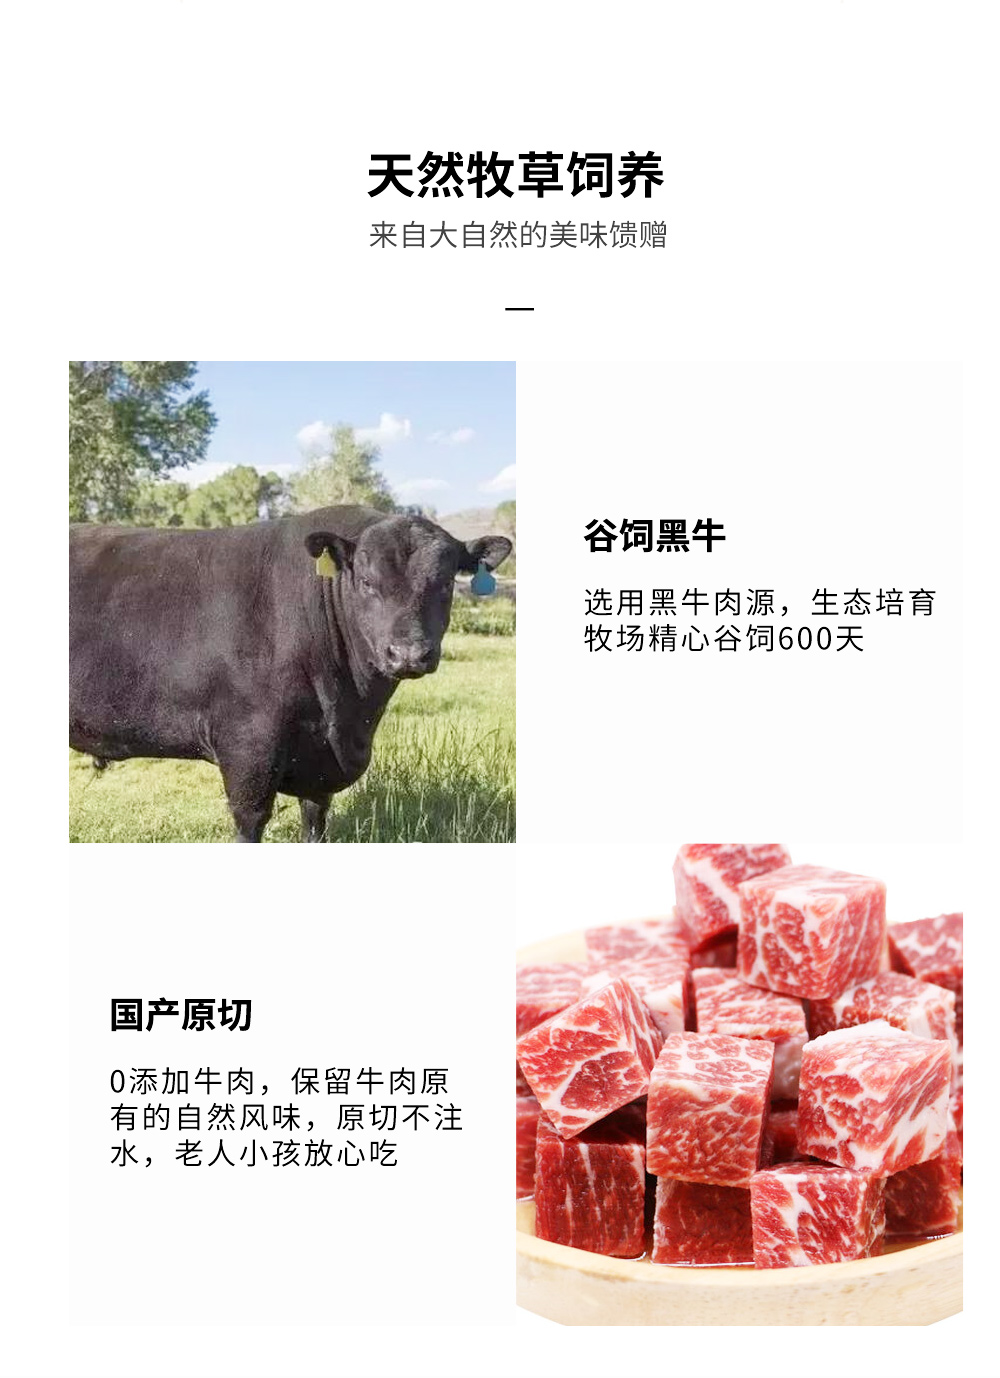 天然牧草饲养
来自大自然的美味馈赠
谷饲黑牛
选用黑牛肉源，生态培育
牧场精心谷饲600天
国产原切
0添加牛肉，保留牛肉原
有的自然风味，原切不注
水，老人小孩放心吃